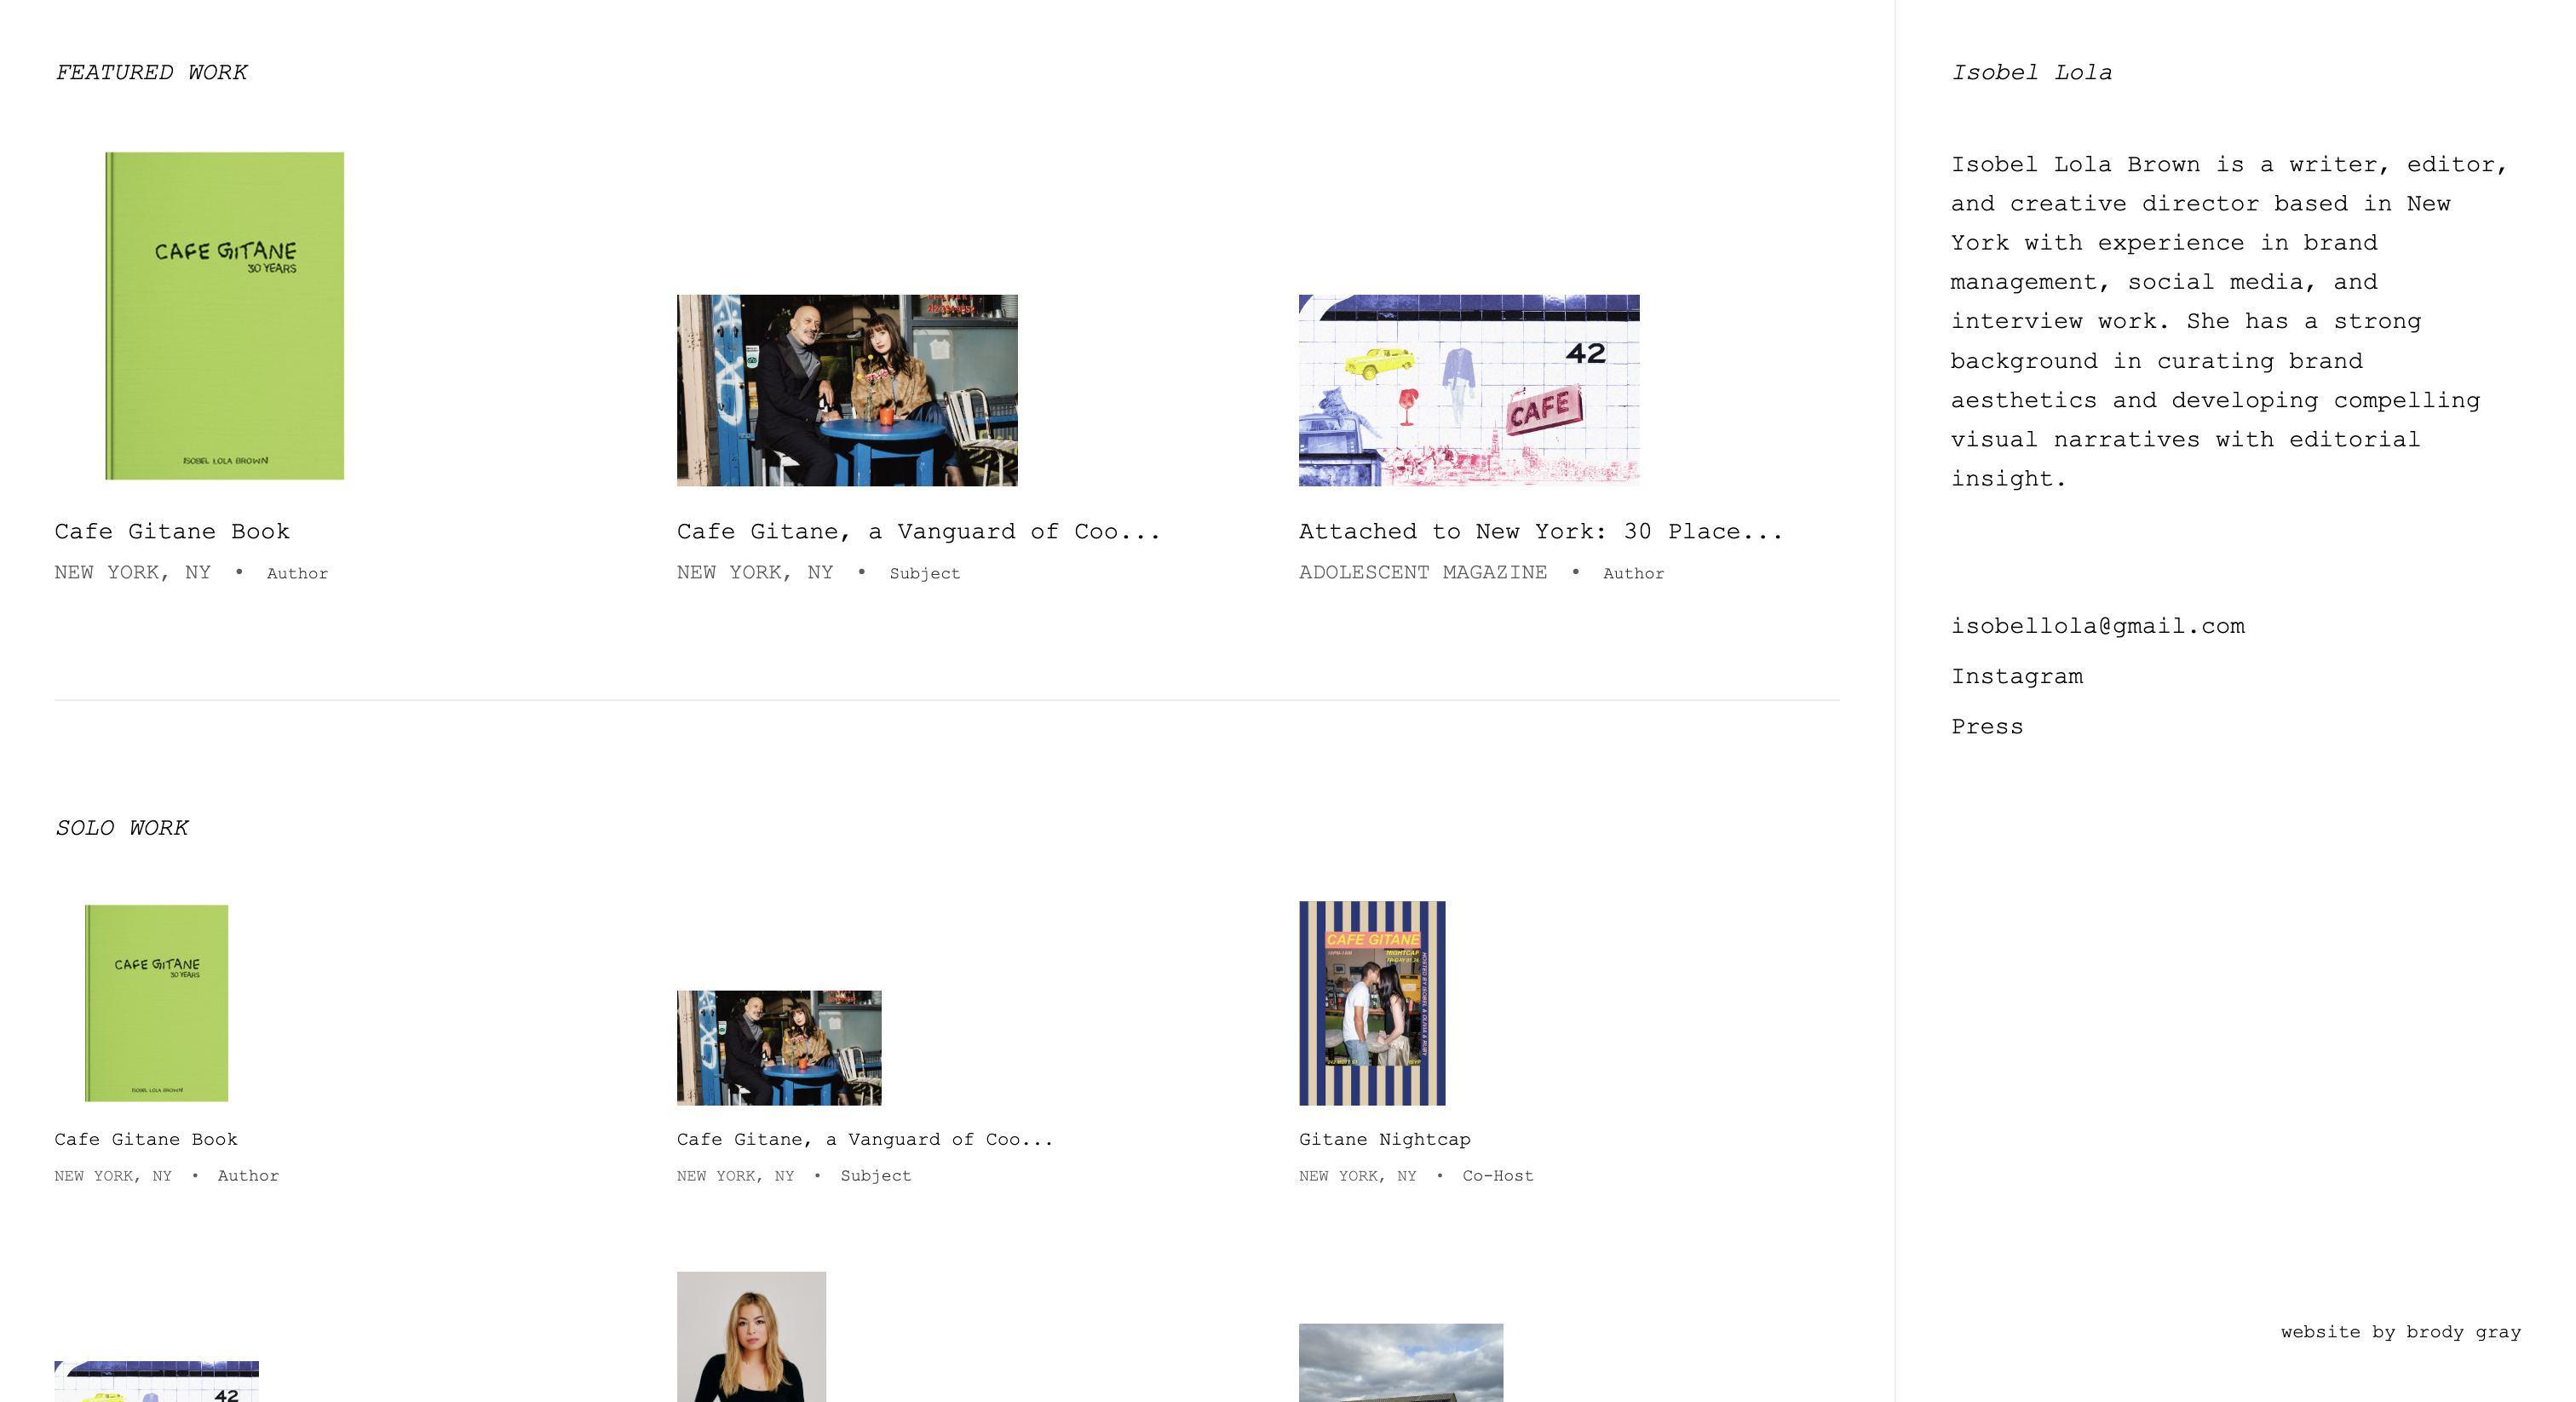 FEATURED WORK
CAFE GITANE
30 YEARS
ISOBEL LOLA BROWN
42
CAFE
Cafe Gitane Book
NEW YORK, NY • Author
Cafe Gitane, a Vanguard of Coo...
NEW YORK, NY • Subject
Attached to New York: 30 Place...
ADOLESCENT MAGAZINE • Author
SOLO WORK
CAFE GITANE
30 YEARS
ISOBEL LOLA BROWN
CAFE GITANE
NIGHTCAP
Cafe Gitane Book
NEW YORK, NY • Author
Cafe Gitane, a Vanguard of Coo...
NEW YORK, NY • Subject
Gitane Nightcap
NEW YORK, NY • Co-Host
42
Isobel Lola
Isobel Lola Brown is a writer, editor,
and creative director based in New
York with experience in brand
management, social media, and
interview work. She has a strong
background in curating brand
aesthetics and developing compelling
visual narratives with editorial
insight.
isobellola@gmail.com
Instagram
Press
website by brody gray